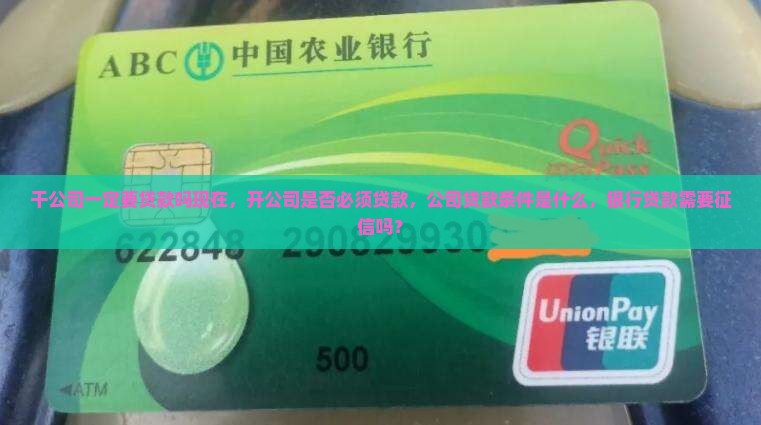 ABC 中国农业银行
Quick
Pass
干公司一定要贷款吗现在，开公司是否必须贷款，公司贷款条件是什么，银行贷款需要征
信吗？
622848 290829930
UnionPay
银联
500
◀ATM